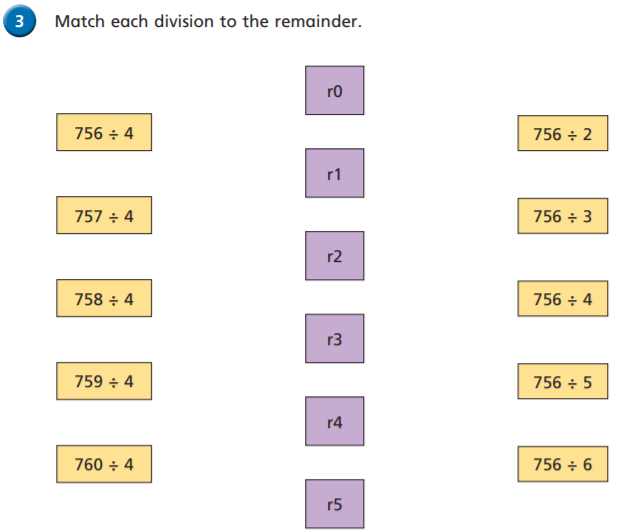 3 Match each division to the remainder.
r0
756 ÷ 4
756 ÷ 2
r1
757 ÷ 4
756 ÷ 3
r2
758 ÷ 4
756 ÷ 4
r3
759 ÷ 4
756 ÷ 5
r4
760 ÷ 4
756 ÷ 6
r5